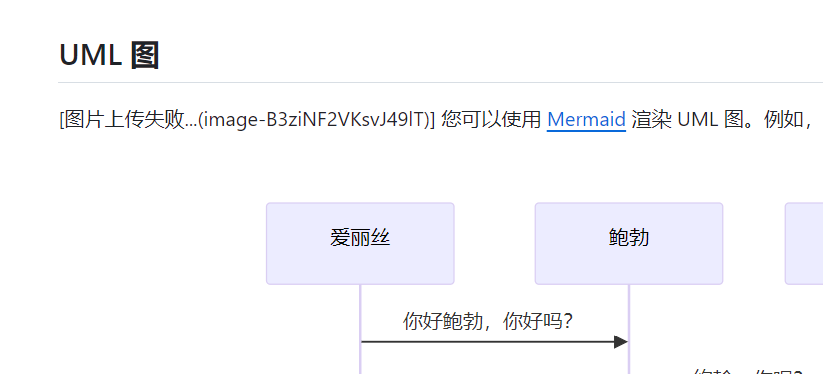 UML 图
[图片上传失败...(image-B3ziNF2VKsvJ49lT)] 您可以使用 Mermaid 渲染 UML 图。例如，
爱丽丝 鲍勃
你好鲍勃，你好吗？